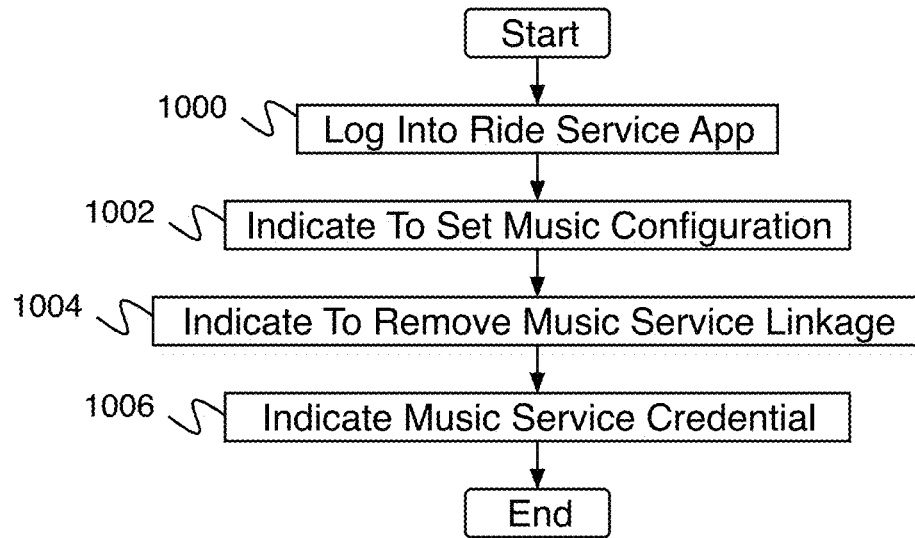 Start
1000
Log Into Ride Service App
1002
Indicate To Set Music Configuration
1004
Indicate To Remove Music Service Linkage
1006
Indicate Music Service Credential
End